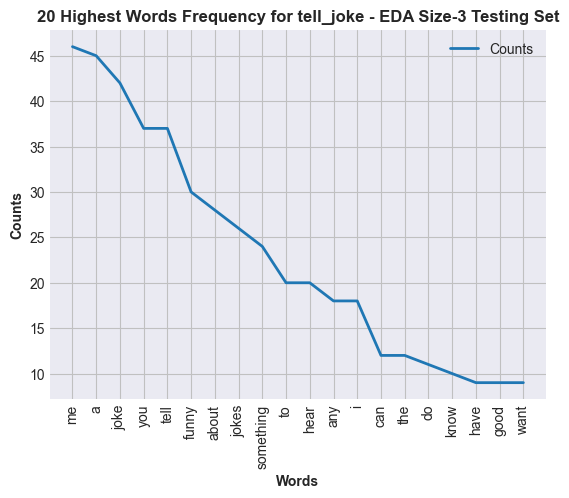 20 Highest Words Frequency for tell_joke - EDA Size-3 Testing Set
Counts
45
40
35
30
25
20
15
10
Counts
me
a
joke
you
tell
funny
about
jokes
something
to
hear
any
i
can
the
do
know
have
good
want
Words